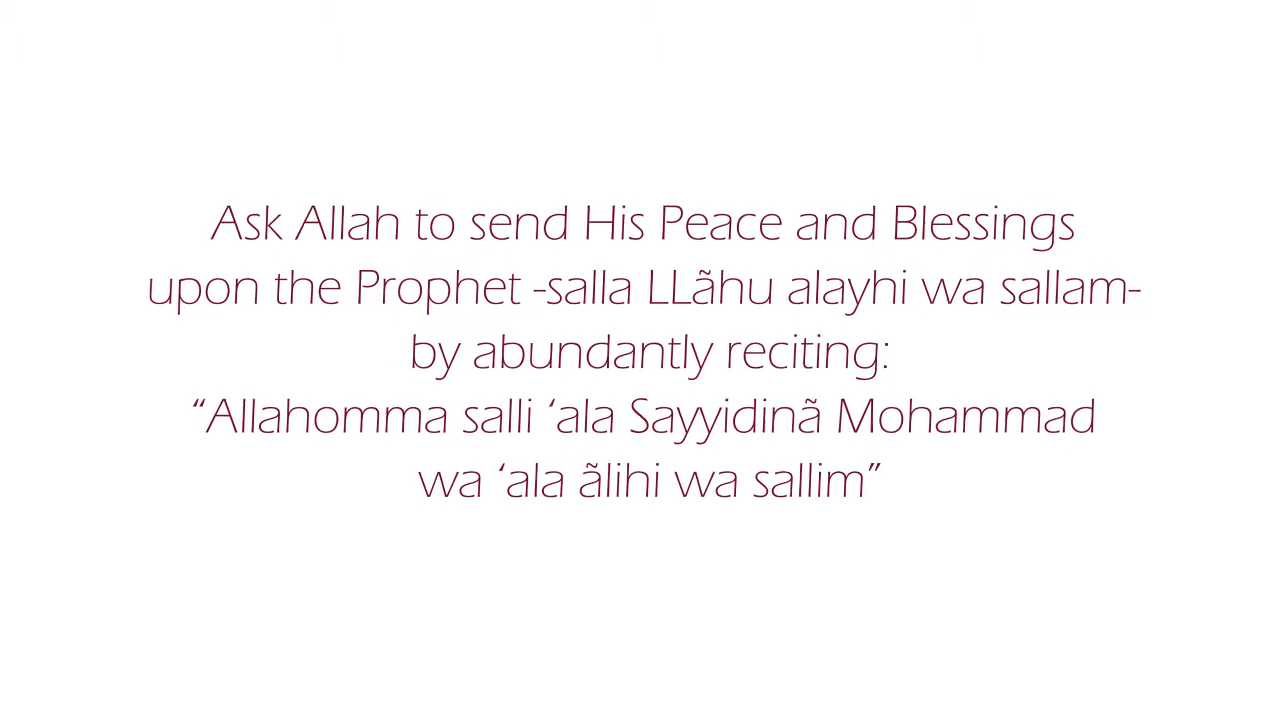 Ask Allah to send His Peace and Blessings
upon the Prophet -salla LLãhu alayhi wa sallam-
by abundantly reciting:
“Allahomma salli ‘ala Sayyidinã Mohammad
wa ‘ala ãlihi wa sallim”